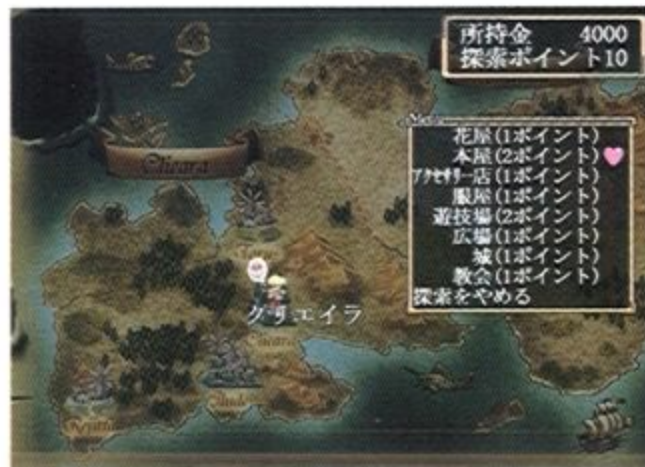 所持金 4000
探索ポイント10
Menu
花屋(1ポイント)
本屋(2ポイント)
アクセサリー店(1ポイント)
服屋(1ポイント)
遊技場(2ポイント)
広場(1ポイント)
城(1ポイント)
教会(1ポイント)
探索をやめる
Clieara
クリエイラ
Clieara